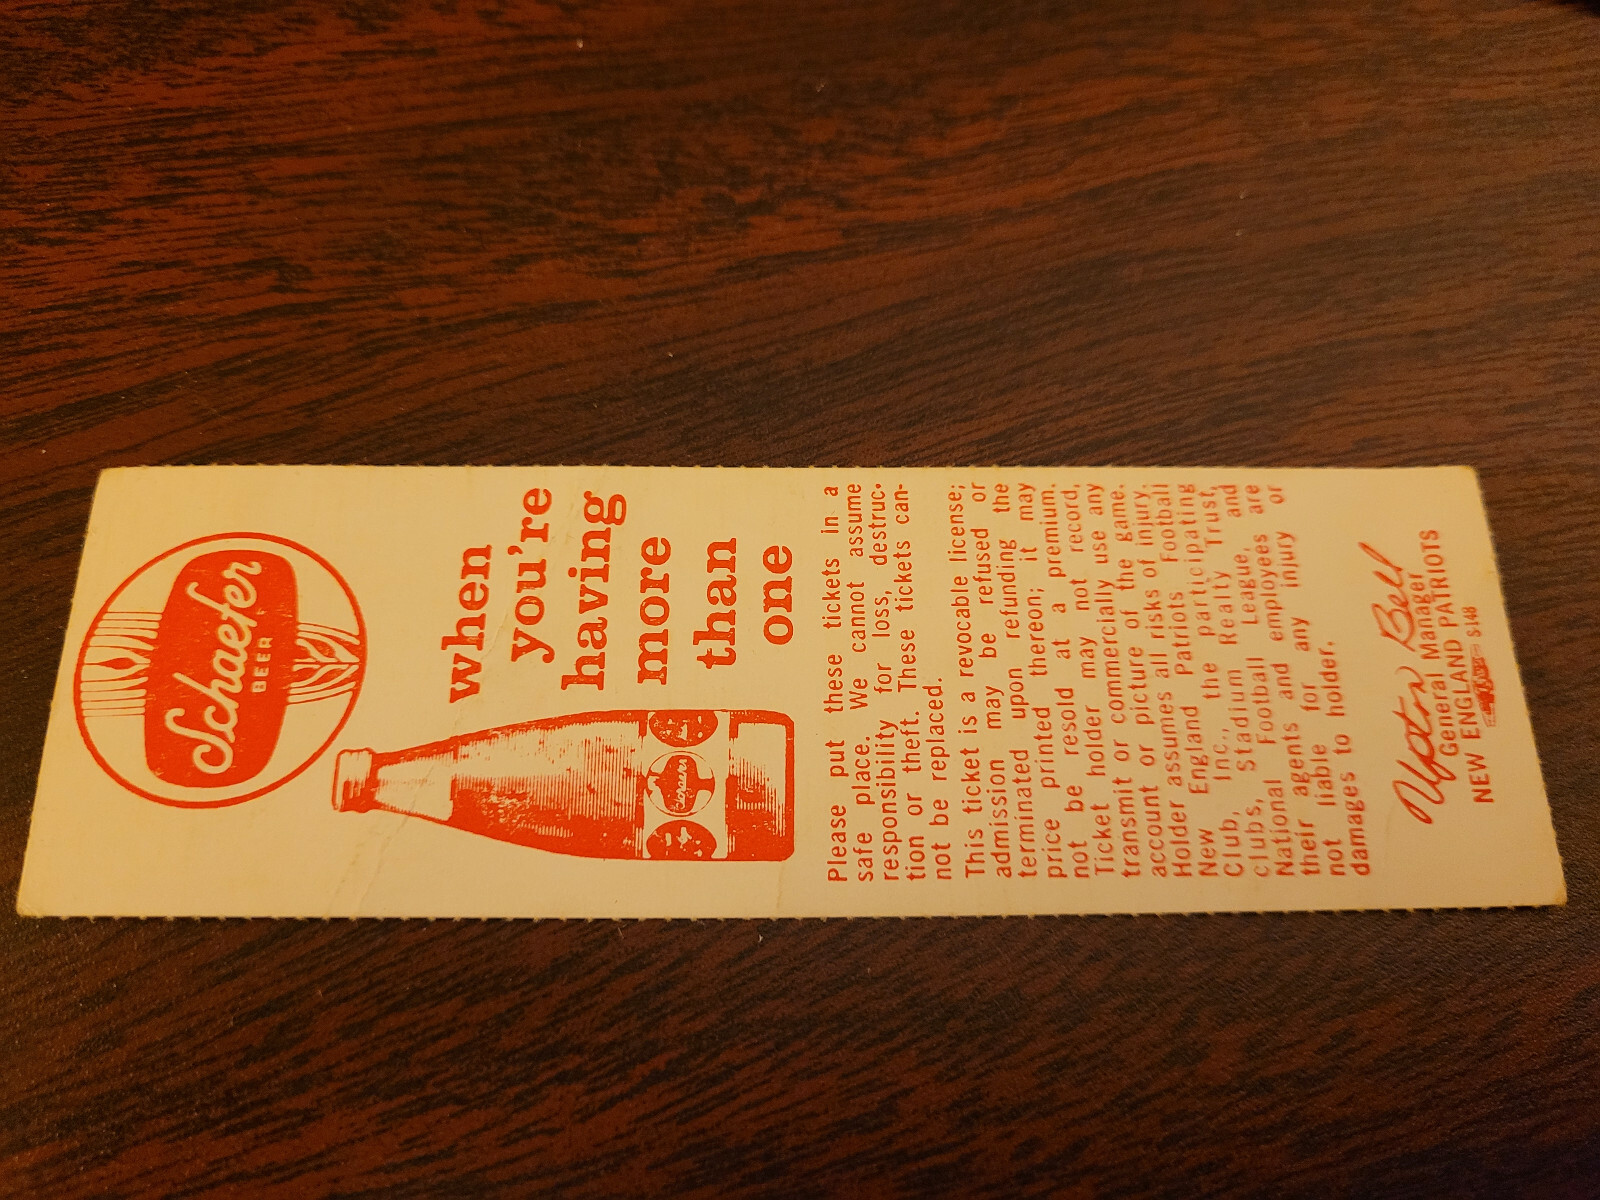 Schaefer
BEER
when
you're
having
more
than
one
Schaefer
Please put these tickets in a
safe place. We cannot assume
responsibility for loss, destruc-
tion or theft. These tickets can-
not be replaced.
This ticket is a revocable license;
admission may be refused or
terminated upon refunding the
price printed thereon; it may
not be resold at a premium.
Ticket holder may not record,
transmit or commercially use any
account or picture of the game.
Holder assumes all risks of injury.
New England Patriots Football
Club, Inc., the participating
clubs, Stadium Realty Trust,
National Football League, and
their agents and employees are
not liable for any injury or
damages to holder.
Upton Bell
General Manager
NEW ENGLAND PATRIOTS
S-148